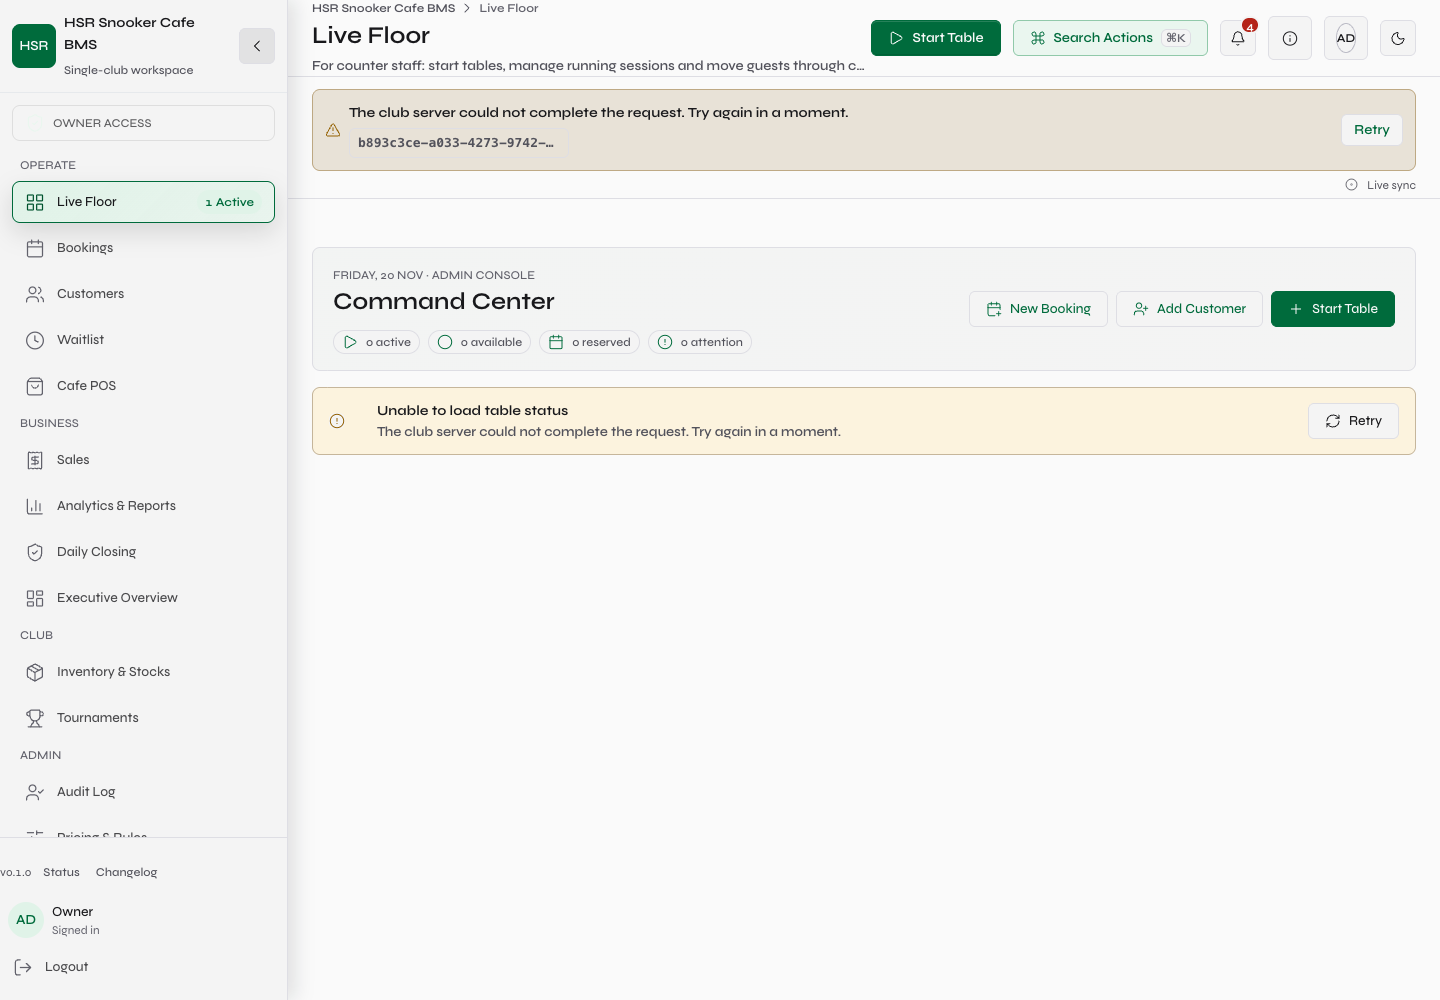 HSR
HSR Snooker Cafe BMS
Single-club workspace
OWNER ACCESS
OPERATE
Live Floor
1 Active
Bookings
Customers
Waitlist
Cafe POS
BUSINESS
Sales
Analytics & Reports
Daily Closing
Executive Overview
CLUB
Inventory & Stocks
Tournaments
ADMIN
Audit Log
Pricing & Rules
v0.1.0 Status Changelog
AD
Owner
Signed in
Logout
HSR Snooker Cafe BMS > Live Floor
Live Floor
For counter staff: start tables, manage running sessions and move guests through c…
Start Table
Search Actions ⌘K
4
AD
The club server could not complete the request. Try again in a moment.
b893c3ce-a033-4273-9742-…
Retry
Live sync
FRIDAY, 20 NOV · ADMIN CONSOLE
Command Center
0 active
0 available
0 reserved
0 attention
New Booking
Add Customer
Start Table
Unable to load table status
The club server could not complete the request. Try again in a moment.
Retry